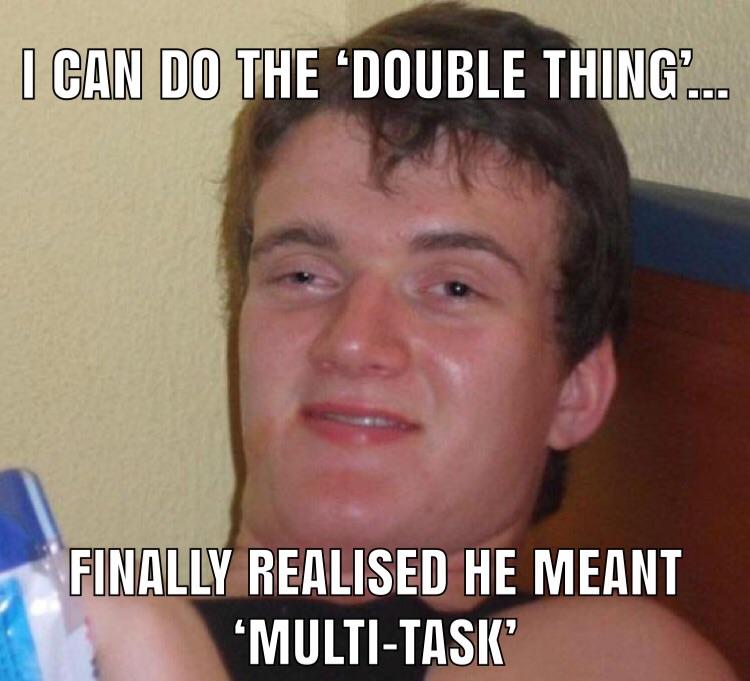 I CAN DO THE ‘DOUBLE THING’...
FINALLY REALISED HE MEANT
‘MULTI-TASK’